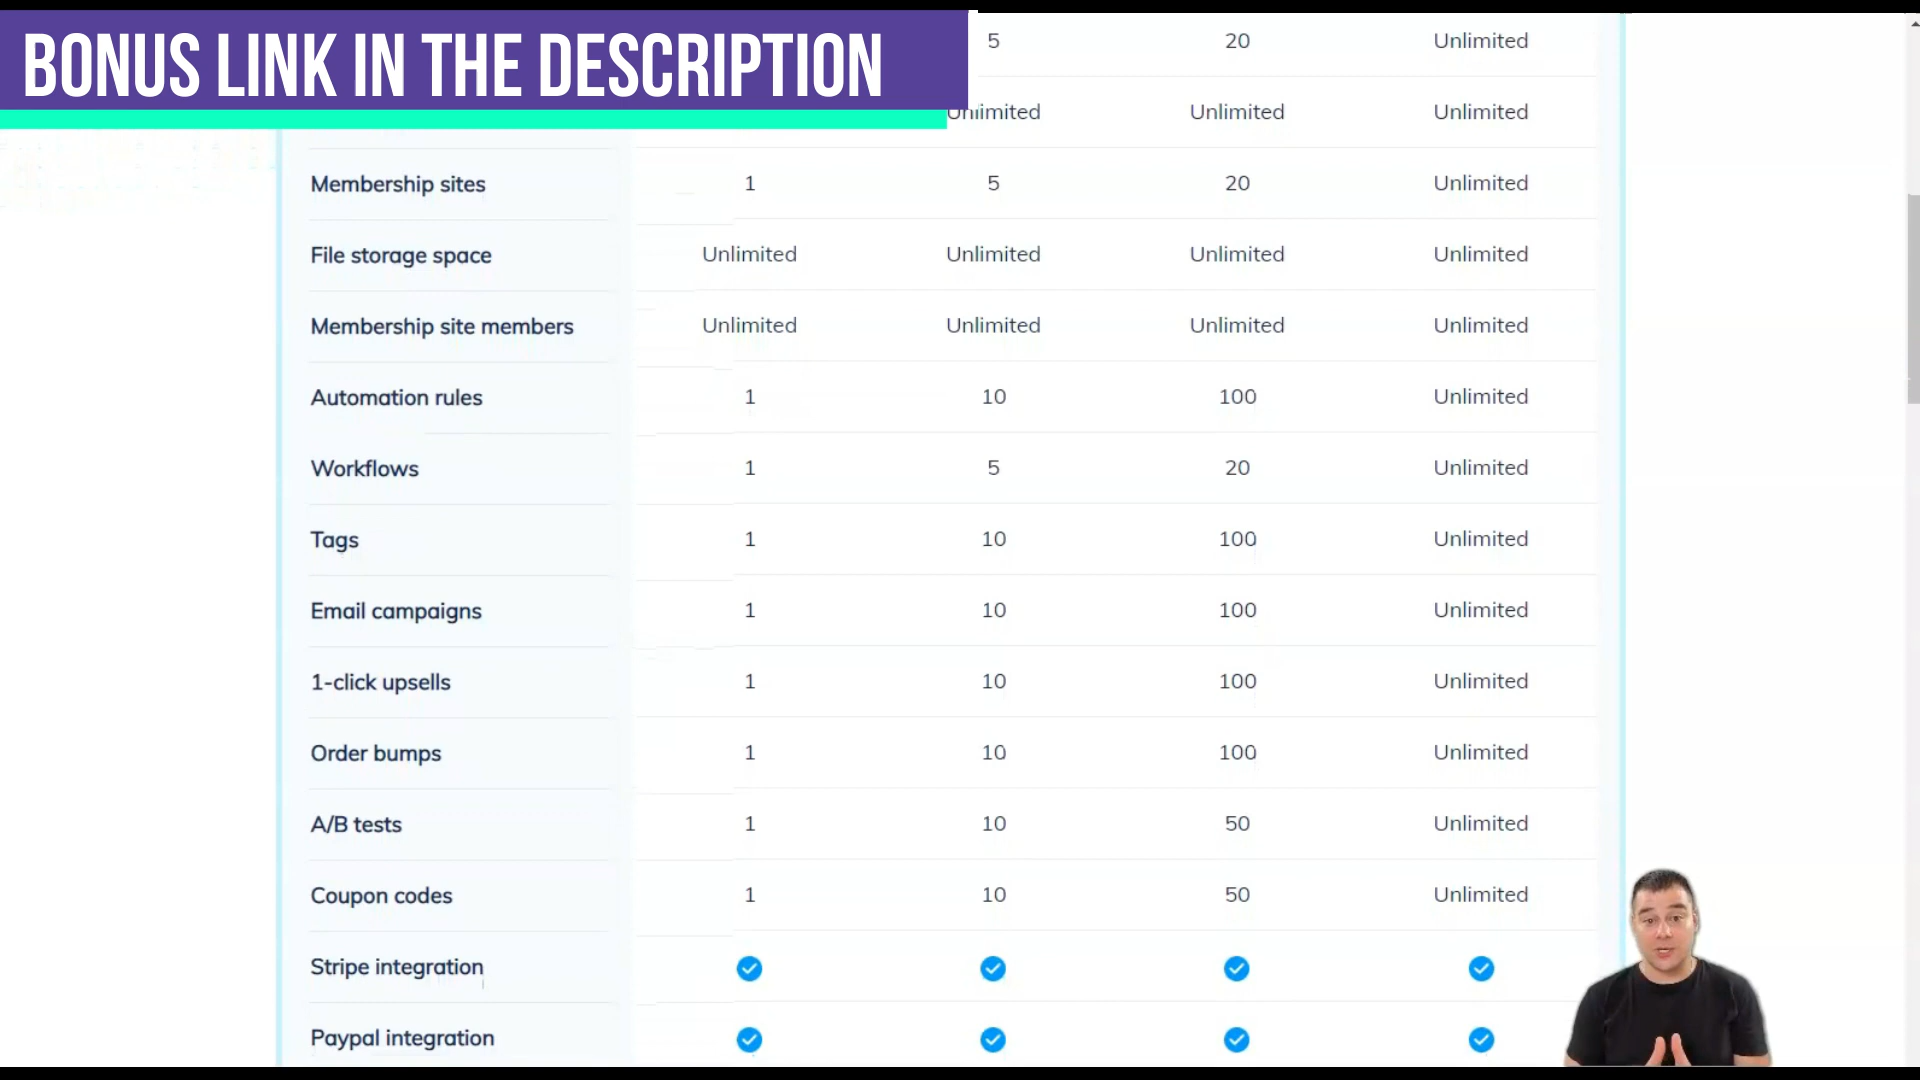 BONUS LINK IN THE DESCRIPTION
5 20 Unlimited
Unlimited Unlimited Unlimited
Membership sites 1 5 20 Unlimited
File storage space Unlimited Unlimited Unlimited Unlimited
Membership site members Unlimited Unlimited Unlimited Unlimited
Automation rules 1 10 100 Unlimited
Workflows 1 5 20 Unlimited
Tags 1 10 100 Unlimited
Email campaigns 1 10 100 Unlimited
1-click upsells 1 10 100 Unlimited
Order bumps 1 10 100 Unlimited
A/B tests 1 10 50 Unlimited
Coupon codes 1 10 50 Unlimited
Stripe integration
Paypal integration